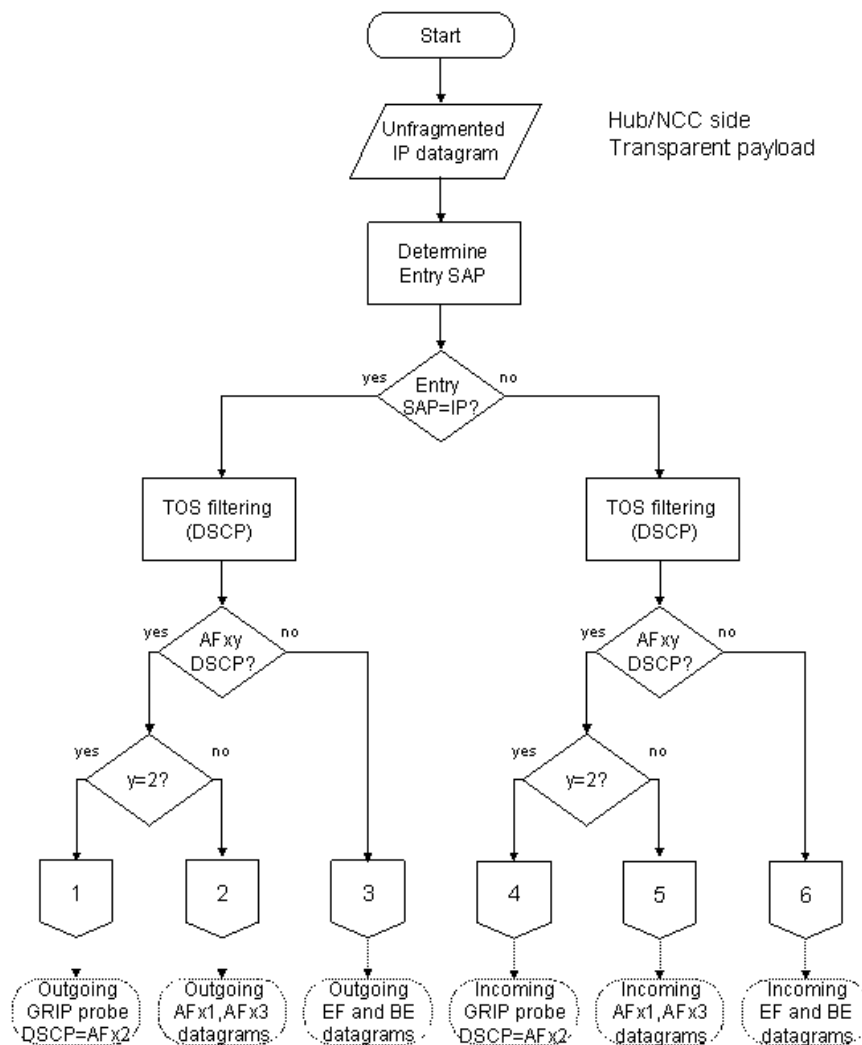 Start
Unfragmented
IP datagram
Hub/NCC side
Transparent payload
Determine
Entry SAP
yes
Entry
SAP=IP?
no
TOS filtering
(DSCP)
TOS filtering
(DSCP)
yes
AFxy
DSCP?
no
yes
AFxy
DSCP?
no
yes
y=2?
no
yes
y=2?
no
1
2
3
4
5
6
Outgoing
GRIP probe
DSCP=AFx2
Outgoing
AFx1,AFx3
datagrams
Outgoing
EF and BE
datagrams
Incoming
GRIP probe
DSCP=AFx2
Incoming
AFx1,AFx3
datagrams
Incoming
EF and BE
datagrams